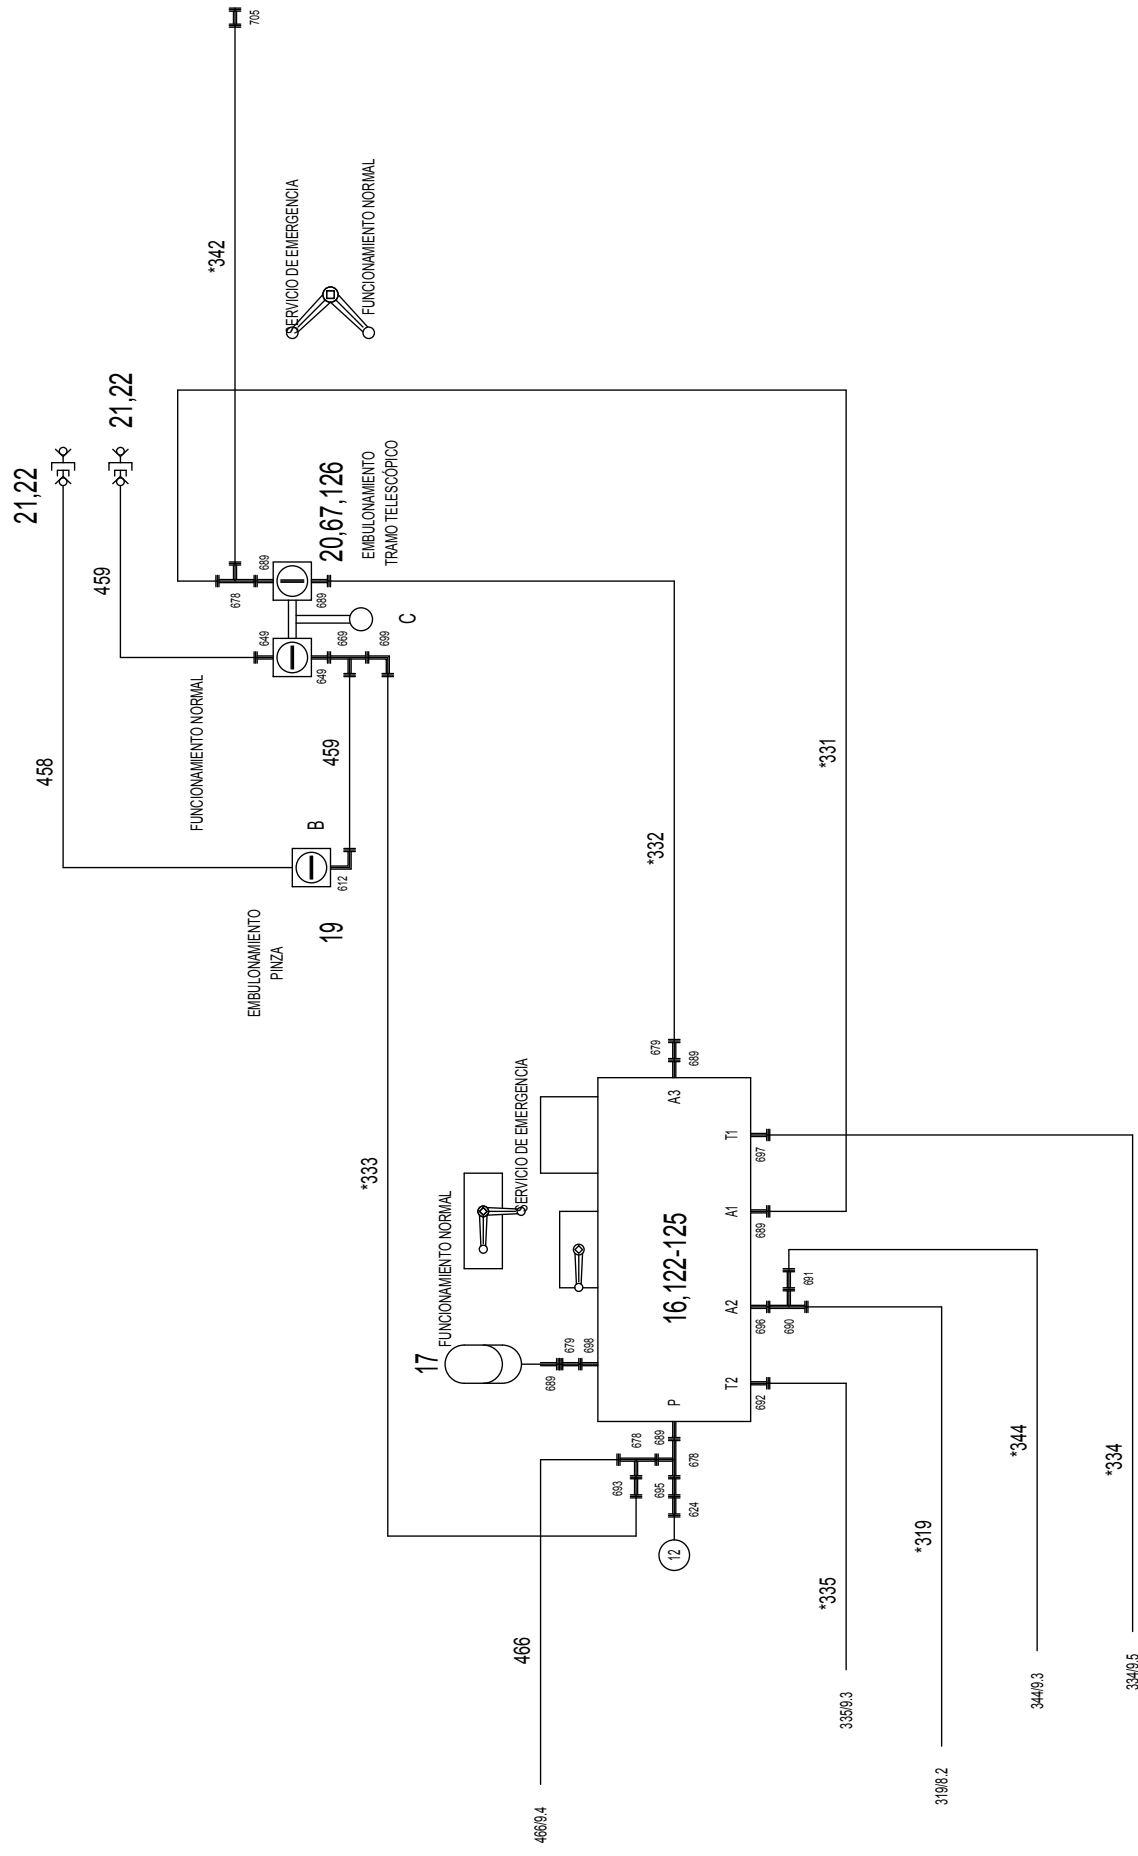 705
*342
SERVICIO DE EMERGENCIA
FUNCIONAMIENTO NORMAL
21,22
21,22
458
459
FUNCIONAMIENTO NORMAL
649
678
689
649
669
699
689
C
20,67,126
EMBULONAMIENTO
TRAMO TELESCÓPICO
459
B
612
19
EMBULONAMIENTO
PINZA
*331
*332
*333
679
689
A3
SERVICIO DE EMERGENCIA
FUNCIONAMIENTO NORMAL
17
689
679
698
16,122-125
T1
697
A1
689
A2
696
690
691
T2
692
P
689
678
678
693
695
624
12
466
*335
*319
*344
*334
466/9.4
335/9.3
319/8.2
344/9.3
334/9.5